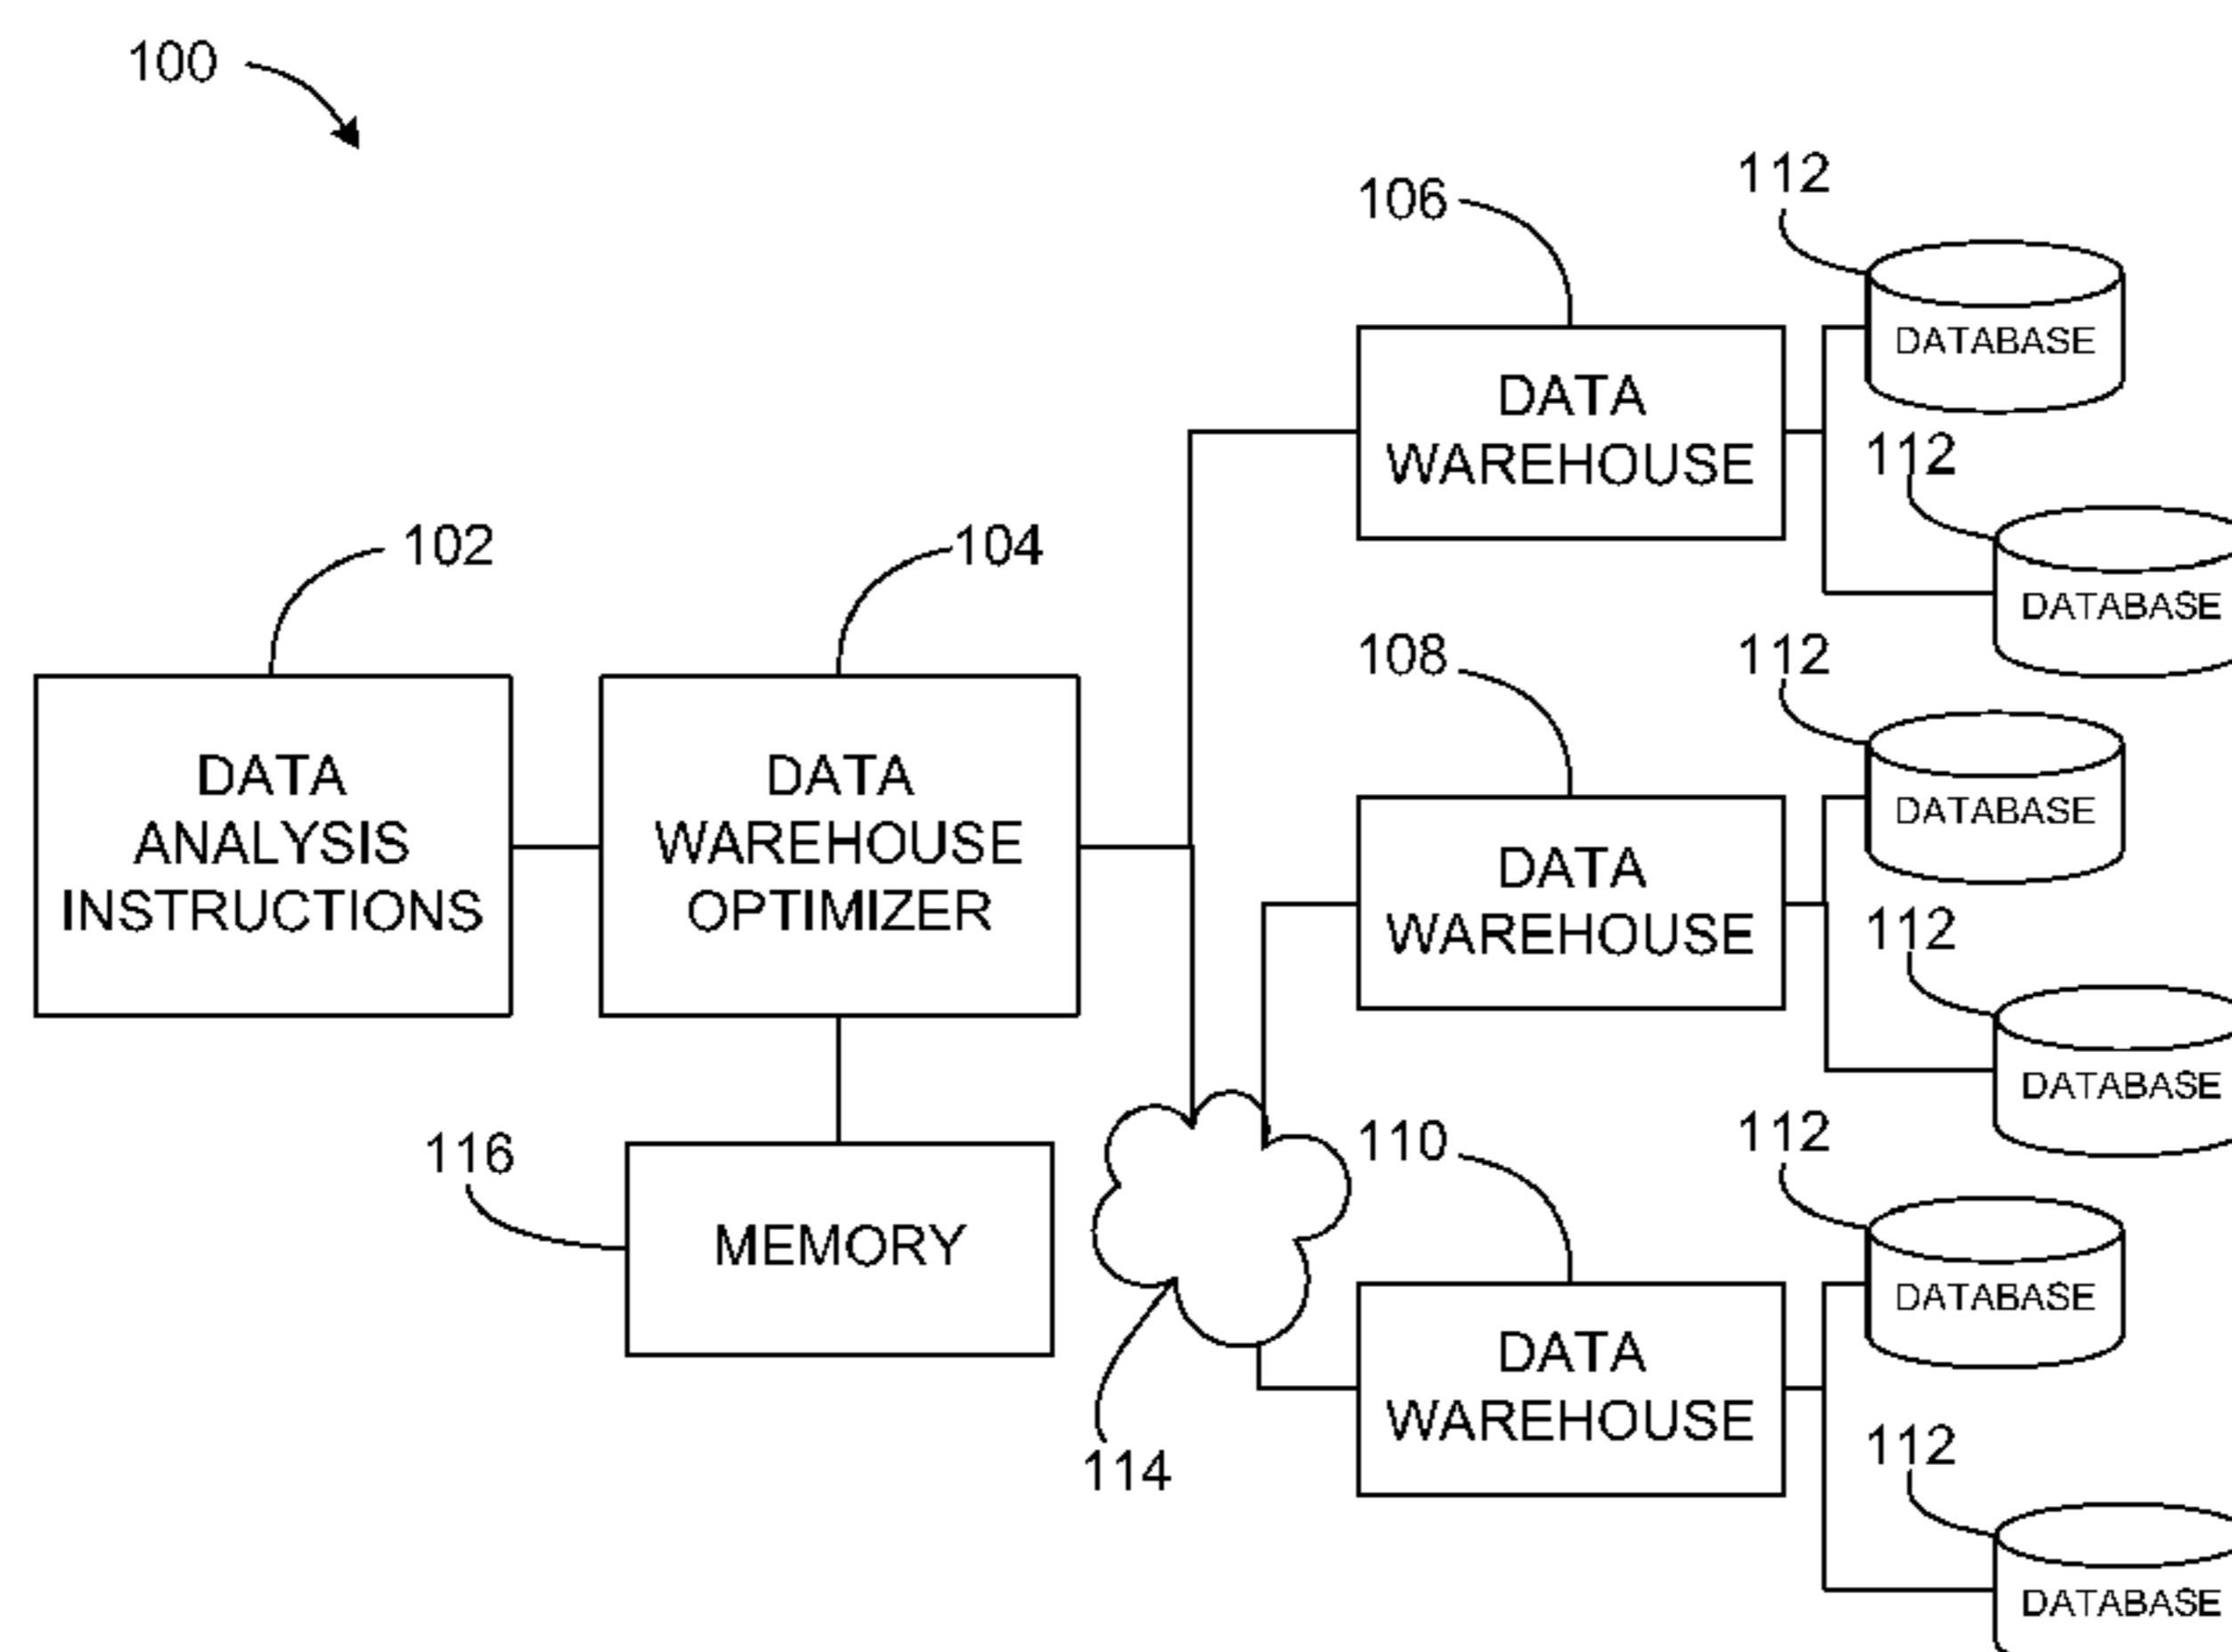 100
112
106
DATABASE
DATA
WAREHOUSE
112
102
104
DATABASE
108
112
DATA
ANALYSIS
INSTRUCTIONS
DATA
WAREHOUSE
OPTIMIZER
DATABASE
DATA
WAREHOUSE
112
DATABASE
116
110
112
MEMORY
DATABASE
DATA
WAREHOUSE
112
114
DATABASE